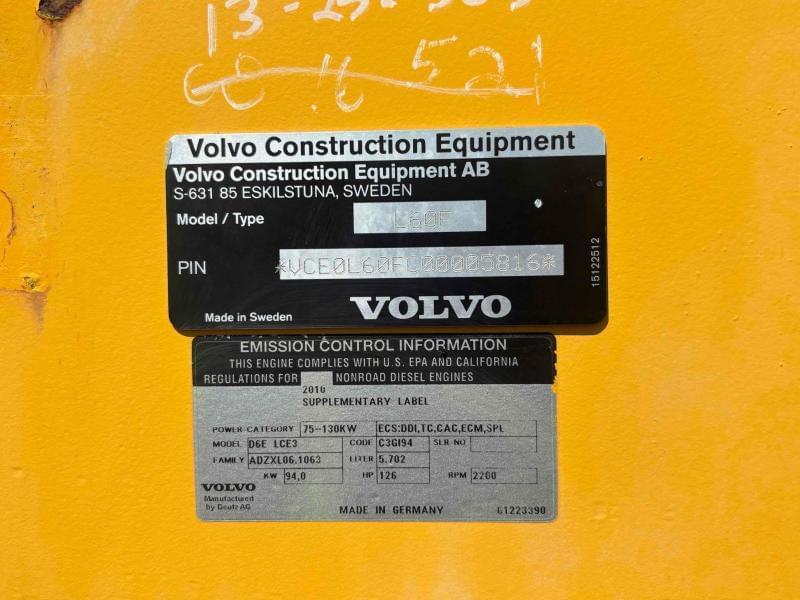 521
Volvo Construction Equipment
Volvo Construction Equipment AB
S-631 85 ESKILSTUNA, SWEDEN
Model / Type L60F
PIN *VCE0L60FC00005816*
15122512
Made in Sweden VOLVO
EMISSION CONTROL INFORMATION
THIS ENGINE COMPLIES WITH U.S. EPA AND CALIFORNIA
REGULATIONS FOR NONROAD DIESEL ENGINES
2010
SUPPLEMENTARY LABEL
POWER CATEGORY 75-130KW ECS:DDI,TC,CAC,ECM,SPL
MODEL D6E LCE3 CODE C3GI94 SLR NO
FAMILY ADZXL06.1063 LITER 5,702
KW 94,0 HP 126 RPM 2200
VOLVO
Manufactured
by Deutz AG
MADE IN GERMANY 61223390